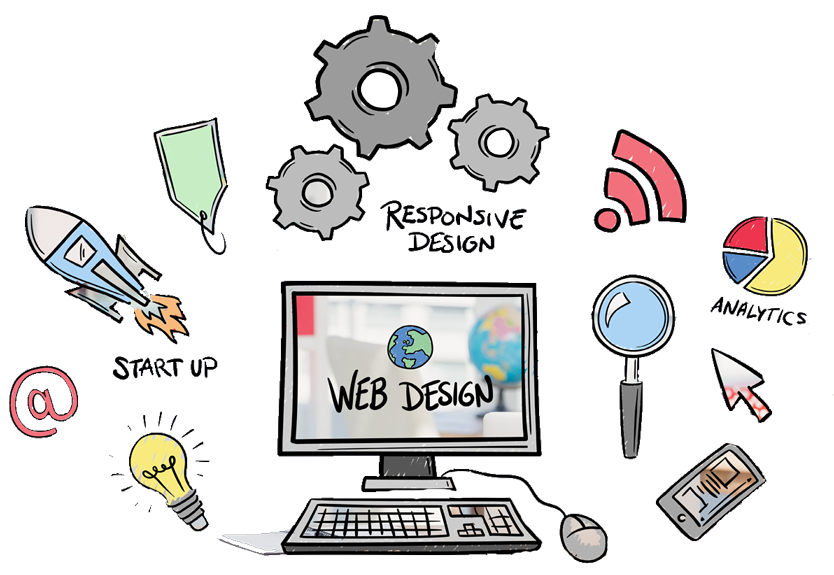 RESPONSIVE
DESIGN
START UP
ANALYTICS
@
WEB DESIGN